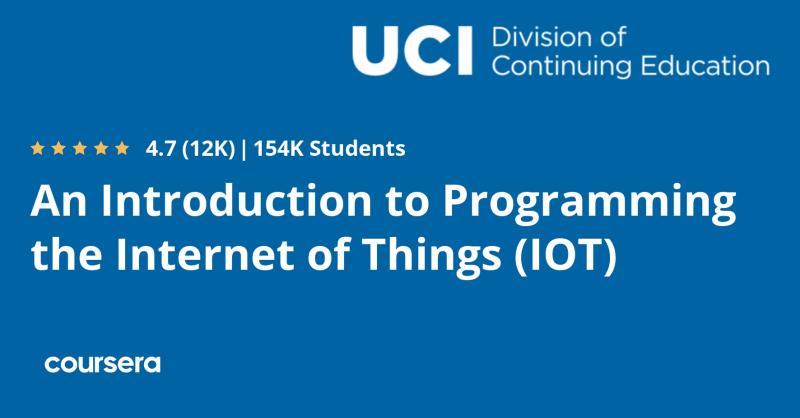 UCI Division of
Continuing Education
4.7 (12K) | 154K Students
An Introduction to Programming
the Internet of Things (IOT)
coursera